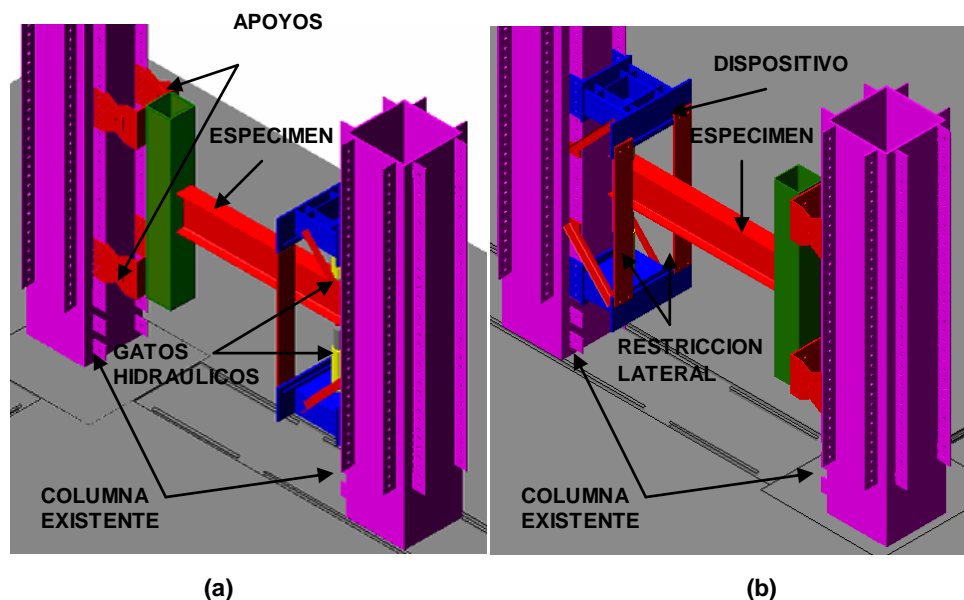 APOYOS
ESPECIMEN
GATOS
HIDRAULICOS
COLUMNA
EXISTENTE
(a)
DISPOSITIVO
ESPECIMEN
RESTRICCION
LATERAL
COLUMNA
EXISTENTE
(b)